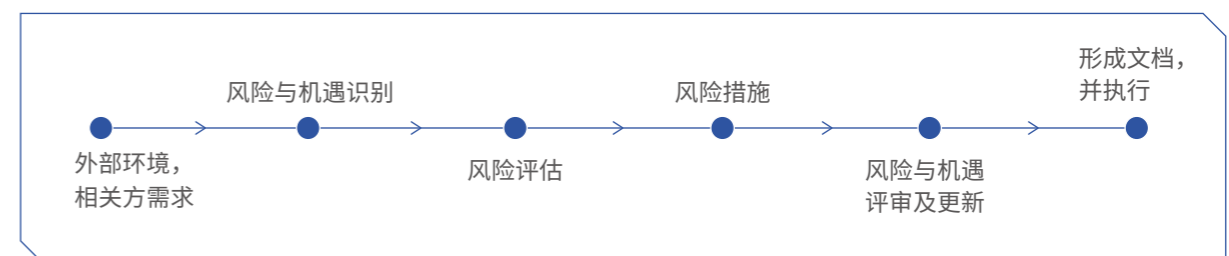 外部环境，
相关方需求
风险与机遇识别
风险评估
风险措施
风险与机遇
评审及更新
形成文档，
并执行